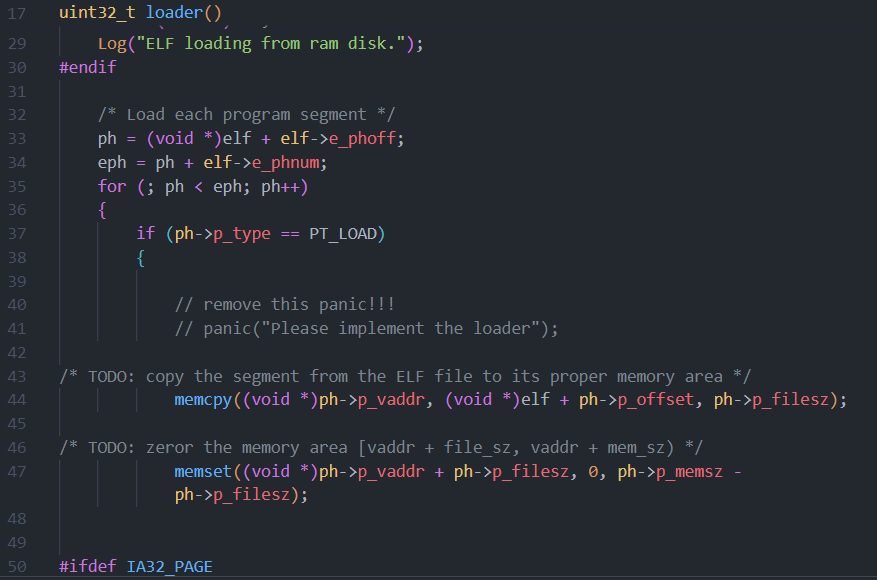 17 uint32_t loader()
29     Log("ELF loading from ram disk.");
30 #endif
31
32     /* Load each program segment */
33     ph = (void *)elf + elf->e_phoff;
34     eph = ph + elf->e_phnum;
35     for (; ph < eph; ph++)
36     {
37         if (ph->p_type == PT_LOAD)
38         {
39
40             // remove this panic!!!
41             // panic("Please implement the loader");
42
43 /* TODO: copy the segment from the ELF file to its proper memory area */
44             memcpy((void *)ph->p_vaddr, (void *)elf + ph->p_offset, ph->p_filesz);
45
46 /* TODO: zeror the memory area [vaddr + file_sz, vaddr + mem_sz) */
47             memset((void *)ph->p_vaddr + ph->p_filesz, 0, ph->p_memsz -
            ph->p_filesz);
48
49
50 #ifdef IA32_PAGE